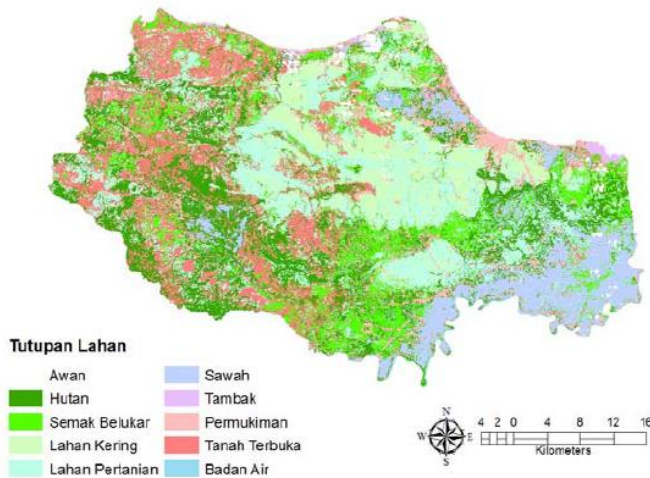 Tutupan Lahan
Awan
Hutan
Semak Belukar
Lahan Kering
Lahan Pertanian
Sawah
Tambak
Permukiman
Tanah Terbuka
Badan Air
N
W E
S
4 2 0 4 8 12 16
Kilometers